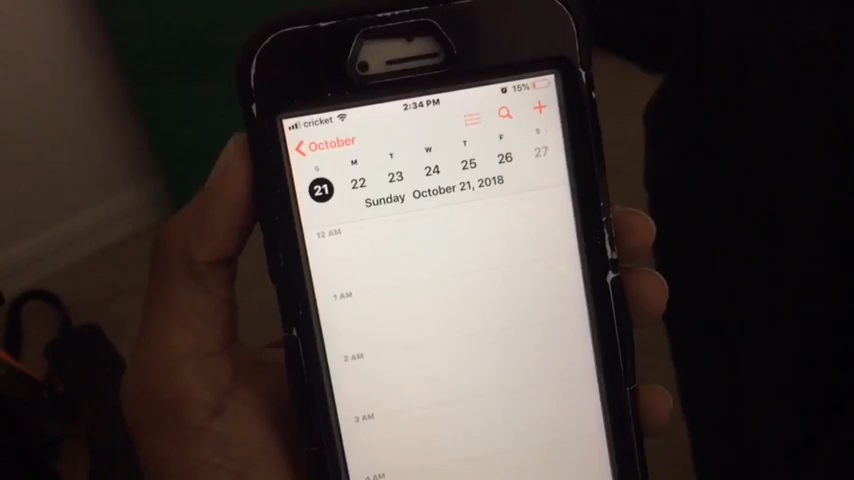 cricket 2:34 PM 15%
October
S M T W T F S
21 22 23 24 25 26 27
Sunday October 21, 2018
12 AM
1 AM
2 AM
3 AM
4 AM